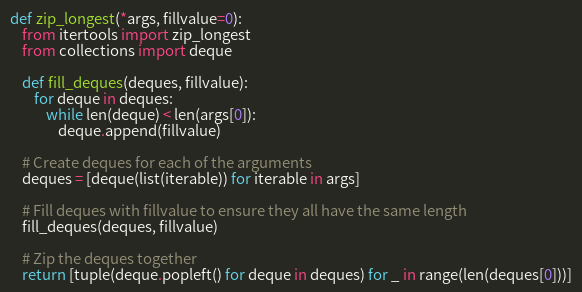 def zip_longest(*args, fillvalue=0):
from itertools import zip_longest
from collections import deque
def fill_deques(deques, fillvalue):
for deque in deques:
while len(deque) < len(args[0]):
deque.append(fillvalue)
# Create deques for each of the arguments
deques = [deque(list(iterable)) for iterable in args]
# Fill deques with fillvalue to ensure they all have the same length
fill_deques(deques, fillvalue)
# Zip the deques together
return [tuple(deque.popleft() for deque in deques) for _ in range(len(deques[0]))]